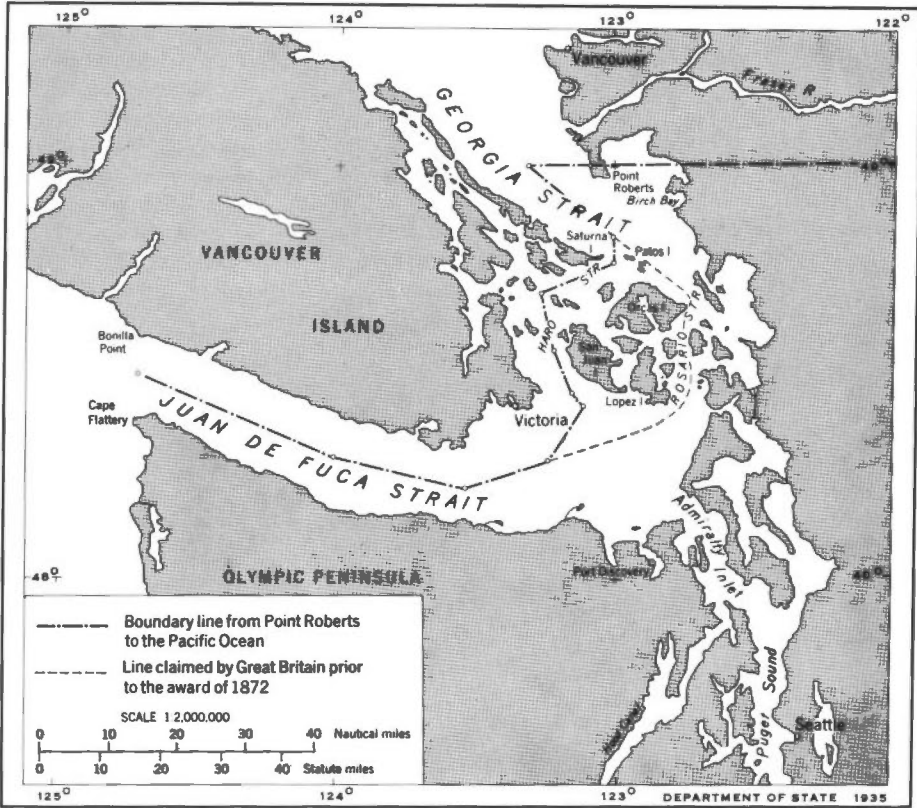 125° 124° 123° 122°
Vancouver
Fraser R
GEORGIA STRAIT
49° 49°
Point
Roberts
Birch Bay
Saturna
I
Patos I
VANCOUVER
ISLAND
HARO STR
Orcas I
San
Juan
I
ROSARIO STR
Lopez I
Bonilla
Point
Cape
Flattery
Victoria
JUAN DE FUCA STRAIT
Admiralty Inlet
48°
OLYMPIC PENINSULA
Port Discovery
Puget Sound
Seattle
Boundary line from Point Roberts
to the Pacific Ocean
Line claimed by Great Britain prior
to the award of 1872
SCALE 1 2,000,000
0 10 20 30 40 Nautical miles
0 10 20 30 40 Statute miles
125° 124° 123°
DEPARTMENT OF STATE 1935